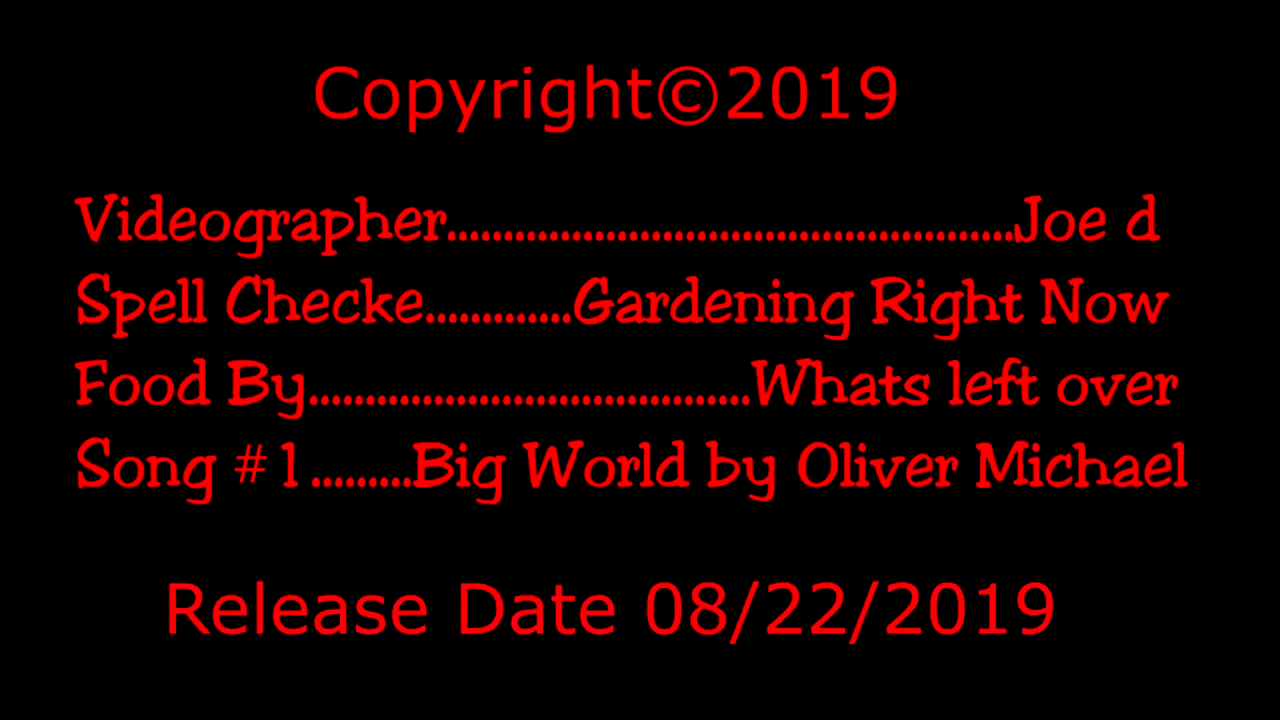 Copyright©2019
Videographer..................................................Joe d
Spell Checke.............Gardening Right Now
Food By.......................................Whats left over
Song #1.........Big World by Oliver Michael
Release Date 08/22/2019